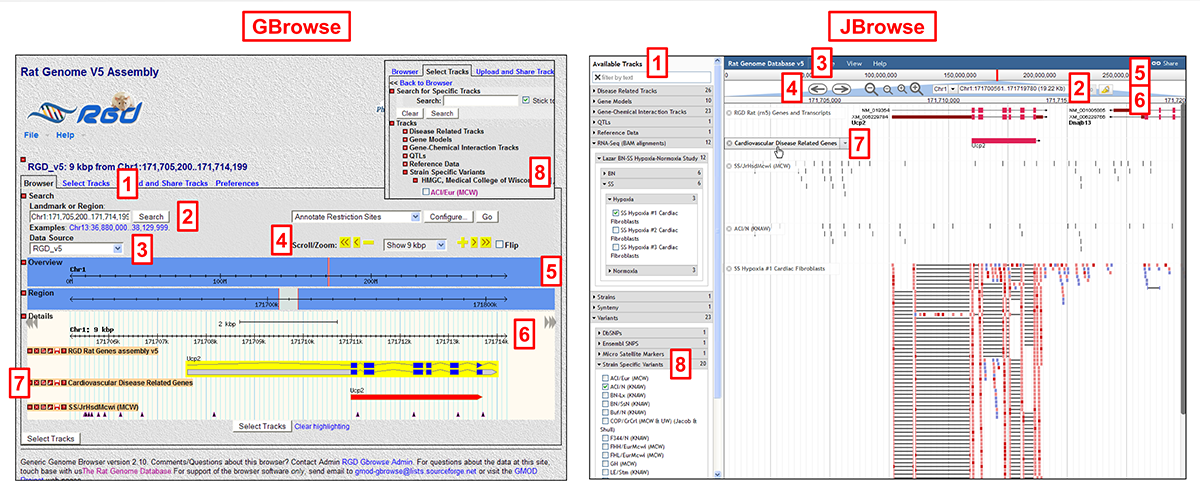 GBrowse
Rat Genome V5 Assembly
RGD
File Help
Browser Select Tracks Upload and Share Track
<< Back to Browser
Search for Specific Tracks
Search: Stick to
Clear Search
Tracks
Disease Related Tracks
Gene Models
Gene-Chemical Interaction Tracks
QTLs
Reference Data
Strain Specific Variants
8
HMGC, Medical College of Wiscon
ACI/Eur (MCW)
RGD_v5: 9 kbp from Chr1:171,705,200..171,714,199
1
Browser Select Tracks load and Share Tracks Preferences
Search
Landmark or Region:
Chr1:171,705,200..171,714,199 Search
2
Annotate Restriction Sites Configure... Go
Examples: Chr13:36,880,000..38,129,999.
Data Source
RGD_v5
3
4
Scroll/Zoom: Show 9 kbp Flip
Overview
5
Chr1
0M 100M 200M
Region
171700k 171800k
Details
2 kbp
6
Chr1: 9 kbp
171706k 171707k 171708k 171709k 171710k 171711k 171712k 171713k 171714k
RGD Rat Genes assembly v5
Ucp2
7
Cardiovascular Disease Related Genes
Ucp2
SS/JrHsdMcwi (MCW)
Select Tracks Clear highlighting
Select Tracks
Generic Genome Browser version 2.10. Comments/Questions about this browser? Contact Admin RGD Gbrowse Admin. For questions about the data at this site,
touch base with usThe Rat Genome Database For support of the browser software only, send email to gmod-gbrowse@lists.sourceforge.net or visit the GMOD
JBrowse
Available Tracks
1
filter by text
Disease Related Tracks 26
Gene Models 10
Gene-Chemical Interaction Tracks 23
QTLs 3
Reference Data 1
RNA-Seq (BAM alignments) 12
Lazar BN-SS Hypoxia-Normoxia Study 12
BN 6
SS 6
Hypoxia 3
SS Hypoxia #1 Cardiac
Fibroblasts
SS Hypoxia #2 Cardiac
Fibroblasts
SS Hypoxia #3 Cardiac
Fibroblasts
Normoxia 3
Strains 1
Synteny 1
Variants 23
DbSNPs 1
Ensembl SNPS 1
Micro Satellite Markers 1
Strain Specific Variants 20
8
ACI/Eur (MCW)
ACI/N (KNAW)
BN-Lx (KNAW)
BN/SsN (KNAW)
Buf/N (KNAW)
COP/CrCrl (MCW & UW) (Jacob &
Shull)
F344/N (KNAW)
FHH/EurMcwi (MCW)
FHL/EurMcwi (MCW)
GH (MCW)
LE/Stm (KNAW)
Rat Genome Database v5 3 View Help 5 Share
0 150,000,000 200,000,000 250,000,000
4
Chr1 Chr1:171700561..171719780 (19.22 Kb) 2
6
171,705,000 171,710,000 171,715
RGD Rat (rn5) Genes and Transcripts
NM_019354
XM_006229784
Ucp2
NM_001005805
XM_006229766
Dnajb13
Cardiovascular Disease Related Genes
7
Ucp2
SS/JrHsdMcwi (MCW)
ACI/N (KNAW)
SS Hypoxia #1 Cardiac Fibroblasts